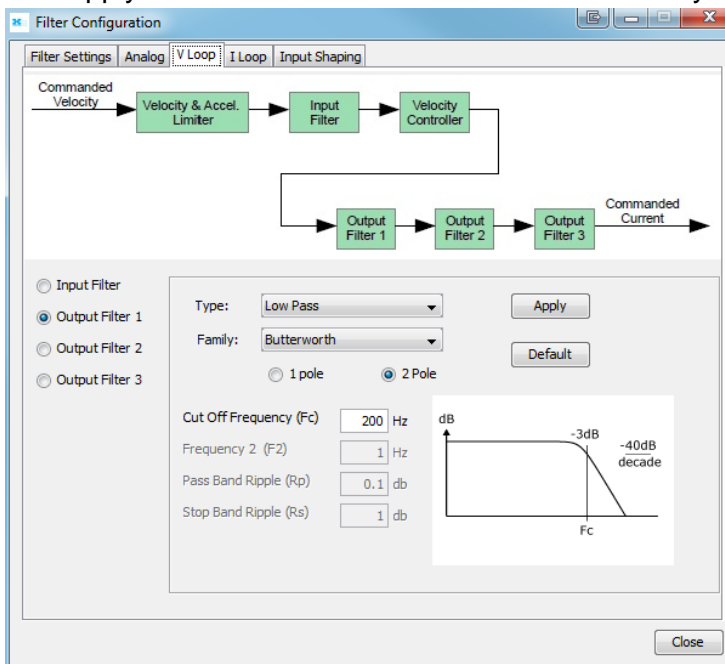 Filter Configuration
Filter Settings Analog V Loop I Loop Input Shaping
Commanded
Velocity
Velocity & Accel.
Limiter
Input
Filter
Velocity
Controller
Output
Filter 1
Output
Filter 2
Output
Filter 3
Commanded
Current
Input Filter
Output Filter 1
Output Filter 2
Output Filter 3
Type: Low Pass
Family: Butterworth
1 pole 2 Pole
Apply
Default
Cut Off Frequency (Fc) 200 Hz
Frequency 2 (F2) 1 Hz
Pass Band Ripple (Rp) 0.1 db
Stop Band Ripple (Rs) 1 db
dB
-3dB
-40dB
decade
Fc
Close